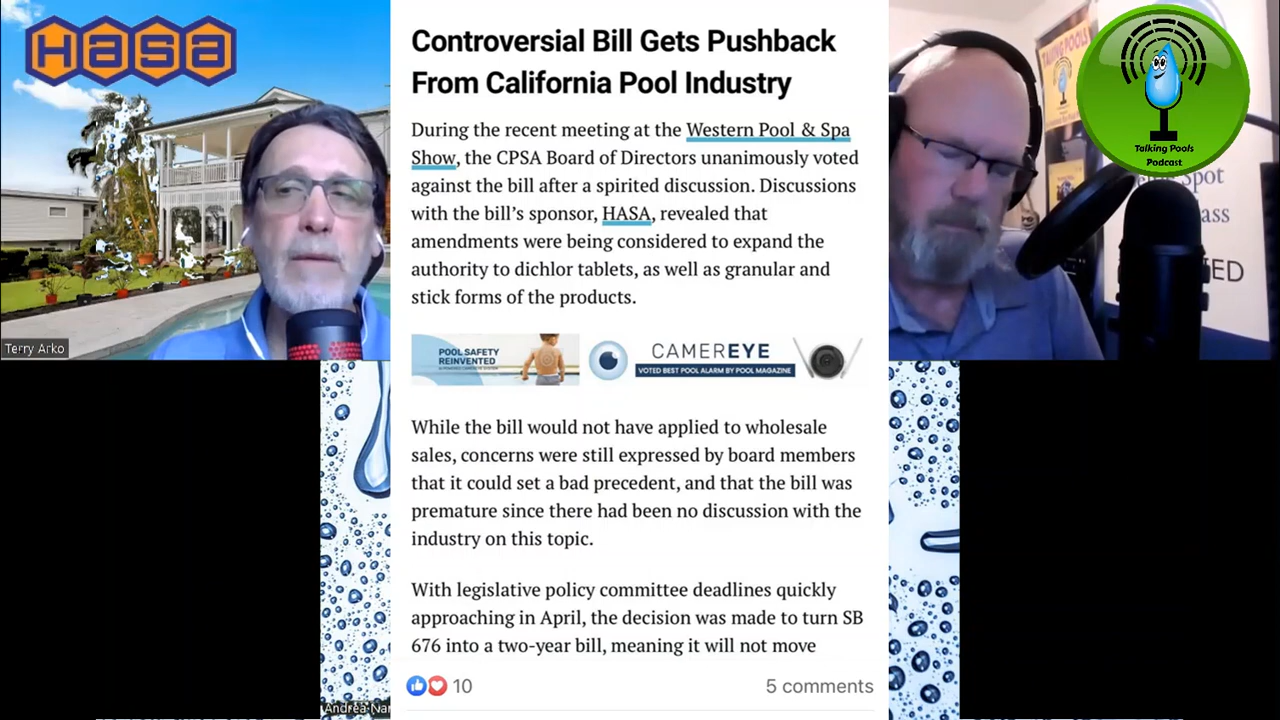 HASA
Controversial Bill Gets Pushback
From California Pool Industry
During the recent meeting at the Western Pool & Spa
Show, the CPSA Board of Directors unanimously voted
against the bill after a spirited discussion. Discussions
with the bill’s sponsor, HASA, revealed that
amendments were being considered to expand the
authority to dichlor tablets, as well as granular and
stick forms of the products.
POOL SAFETY
REINVENTED
CAMEREYE
VOTED BEST POOL ALARM BY POOL MAGAZINE
While the bill would not have applied to wholesale
sales, concerns were still expressed by board members
that it could set a bad precedent, and that the bill was
premature since there had been no discussion with the
industry on this topic.
With legislative policy committee deadlines quickly
approaching in April, the decision was made to turn SB
676 into a two-year bill, meaning it will not move
10
5 comments
Terry Arko
TALKING
POOLS
Talking Pools
Podcast
Spot
ass
ED